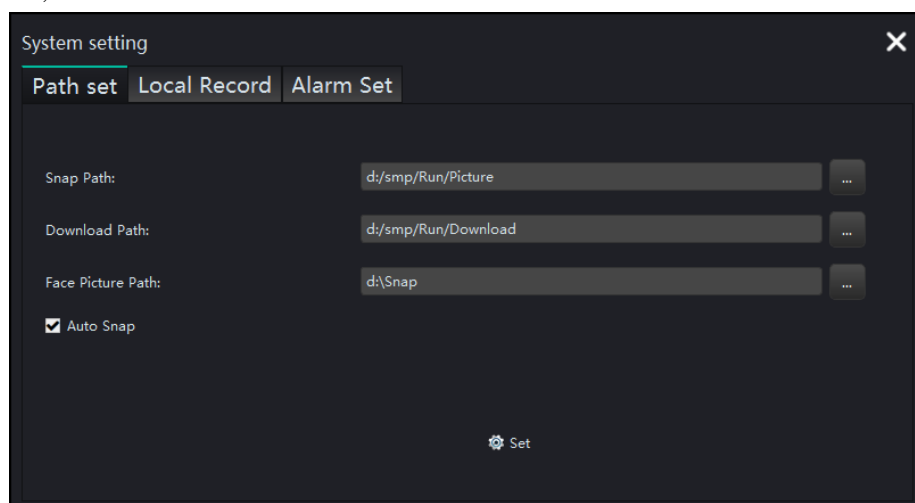 System setting
Path set Local Record Alarm Set
Snap Path: d:/smp/Run/Picture ...
Download Path: d:/smp/Run/Download ...
Face Picture Path: d:\Snap ...
Auto Snap
Set